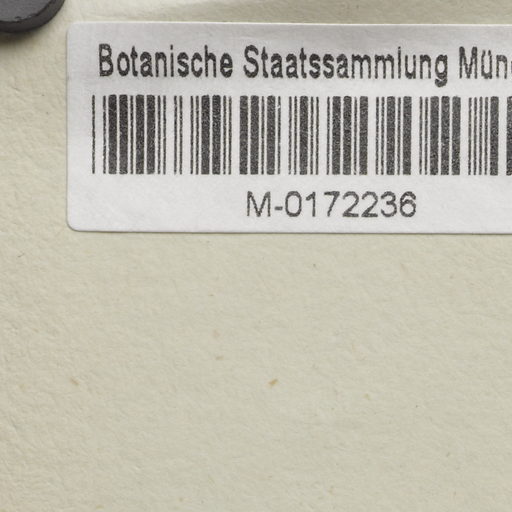 Botanische Staatssammlung Mün
M-0172236